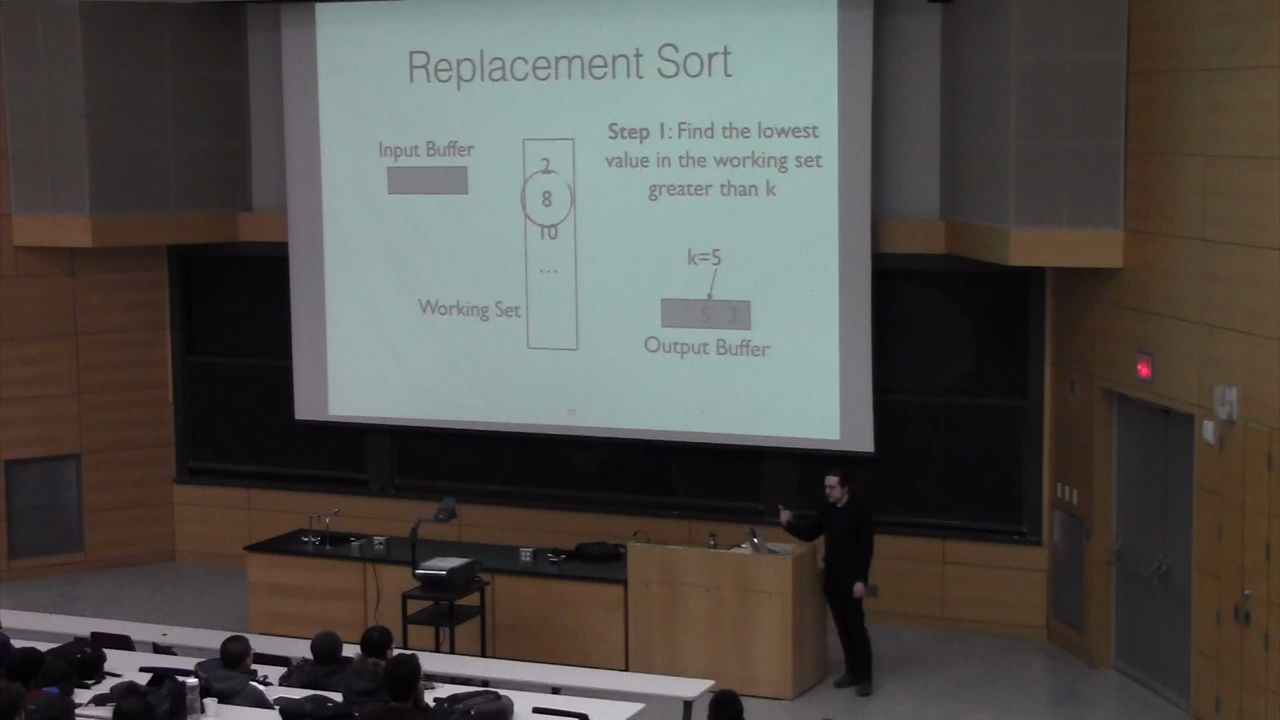 Replacement Sort
Input Buffer
2
8
10
...
Working Set
Step 1: Find the lowest
value in the working set
greater than k
k=5
5 3
Output Buffer